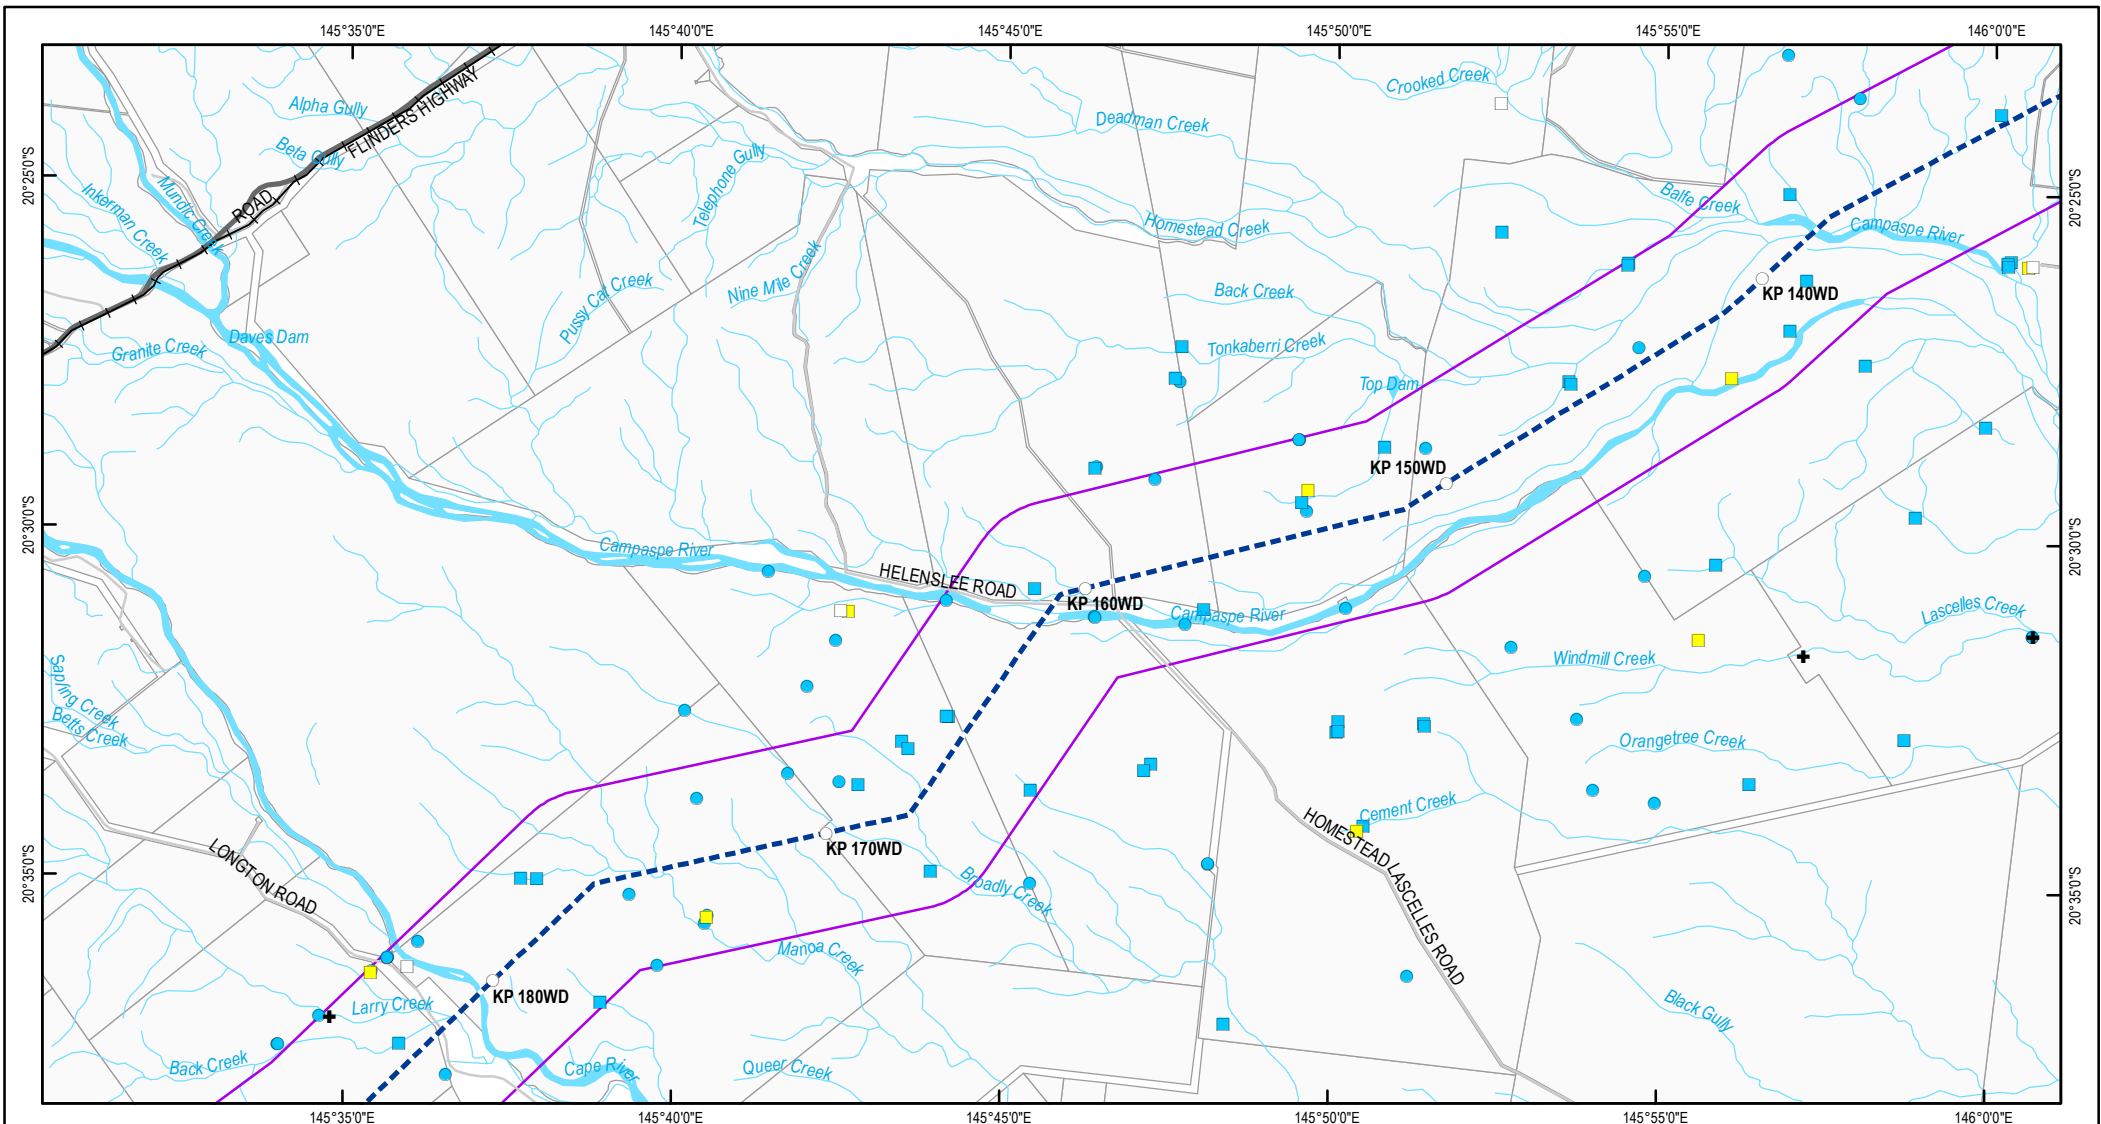 145°35'0"E
145°40'0"E
145°45'0"E
145°50'0"E
145°55'0"E
146°0'0"E
Crooked Creek
Alpha Gully
FLINDERS HIGHWAY
Deadman Creek
Beta Gully
Telephone Gully
20°25'0"S
20°25'0"S
Inkerman Creek
Mundic Creek
ROAD
Balfe Creek
Homestead Creek
Campaspe River
Nine Mile Creek
Pussy Cat Creek
Back Creek
KP 140WD
Daves Dam
Granite Creek
Tonkaberri Creek
Top Dam
KP 150WD
20°30'0"S
20°30'0"S
Campaspe River
HELENSLEE ROAD
KP 160WD
Campaspe River
Lascelles Creek
Windmill Creek
Sapling Creek
Betts Creek
Orangetree Creek
Cement Creek
HOMESTEAD LASCELLES ROAD
KP 170WD
LONGTON ROAD
20°35'0"S
20°35'0"S
Broadly Creek
Manoa Creek
KP 180WD
Larry Creek
Black Gully
Back Creek
Cape River
Queer Creek
145°35'0"E
145°40'0"E
145°45'0"E
145°50'0"E
145°55'0"E
146°0'0"E